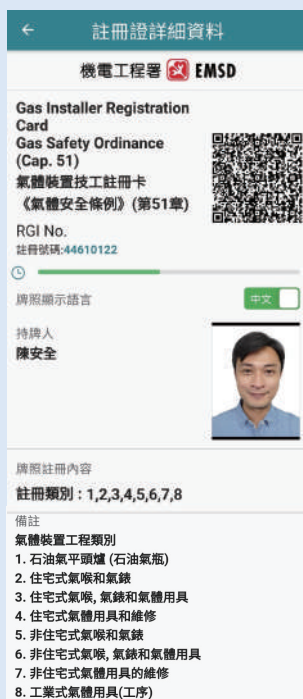 註冊證詳細資料
機電工程署 EMSD
Gas Installer Registration
Card
Gas Safety Ordinance
(Cap. 51)
氣體裝置技工註冊卡
《氣體安全條例》(第51章)
RGI No.
註冊號碼:44610122
牌照顯示語言
中文
持牌人
陳安全
牌照註冊內容
註冊類別 : 1,2,3,4,5,6,7,8
備註
氣體裝置工程類別
1. 石油氣平頭爐 (石油氣瓶)
2. 住宅式氣喉和氣錶
3. 住宅式氣喉, 氣錶和氣體用具
4. 住宅式氣體用具和維修
5. 非住宅式氣喉和氣錶
6. 非住宅式氣喉, 氣錶和氣體用具
7. 非住宅式氣體用具的維修
8. 工業式氣體用具(工序)